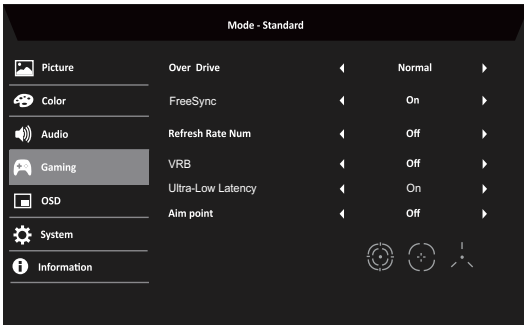 Mode - Standard
Picture
Over Drive Normal
Color
FreeSync On
Audio
Refresh Rate Num Off
Gaming
VRB Off
Ultra-Low Latency On
OSD
Aim point Off
System
Information